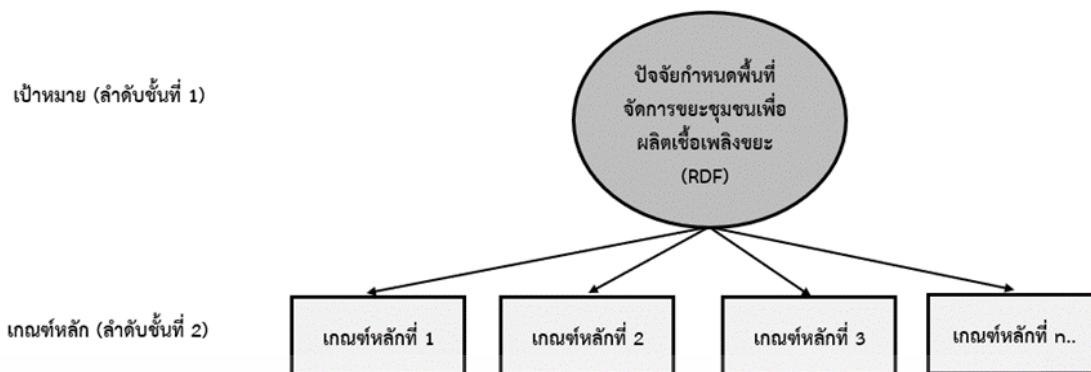 ปัจจัยกำหนดพื้นที่
จัดการขยะชุมชนเพื่อ
ผลิตเชื้อเพลิงขยะ
(RDF)
เป้าหมาย (ลำดับชั้นที่ 1)
เกณฑ์หลัก (ลำดับชั้นที่ 2)
เกณฑ์หลักที่ 1
เกณฑ์หลักที่ 2
เกณฑ์หลักที่ 3
เกณฑ์หลักที่ n..